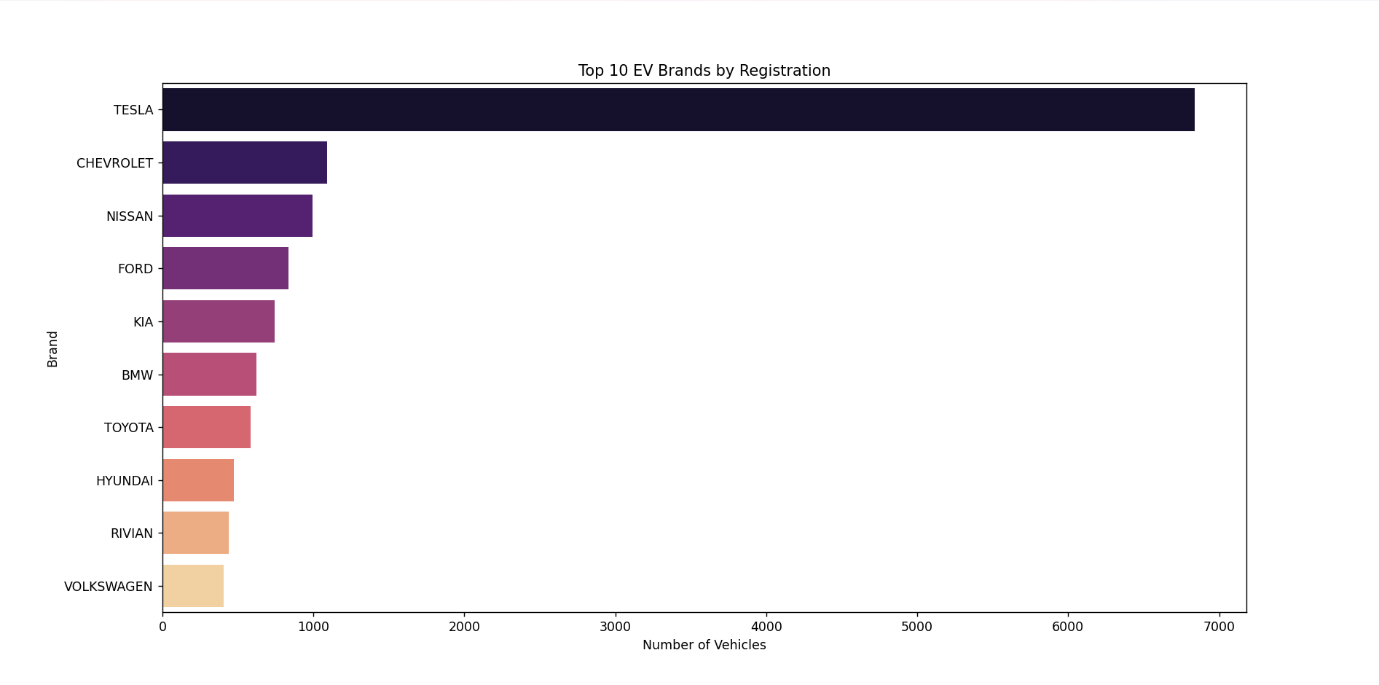 Top 10 EV Brands by Registration
TESLA
CHEVROLET
NISSAN
FORD
KIA
BMW
TOYOTA
HYUNDAI
RIVIAN
VOLKSWAGEN
Brand
0 1000 2000 3000 4000 5000 6000 7000
Number of Vehicles